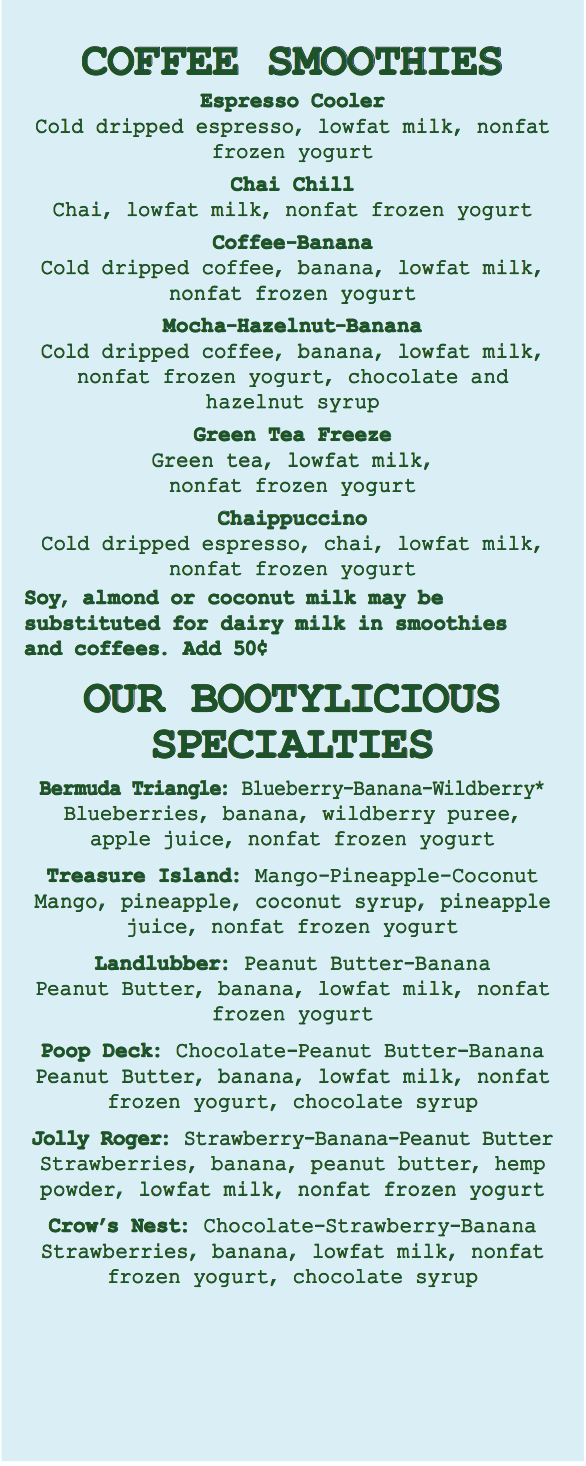 COFFEE SMOOTHIES
Espresso Cooler
Cold dripped espresso, lowfat milk, nonfat
frozen yogurt
Chai Chill
Chai, lowfat milk, nonfat frozen yogurt
Coffee-Banana
Cold dripped coffee, banana, lowfat milk,
nonfat frozen yogurt
Mocha-Hazelnut-Banana
Cold dripped coffee, banana, lowfat milk,
nonfat frozen yogurt, chocolate and
hazelnut syrup
Green Tea Freeze
Green tea, lowfat milk,
nonfat frozen yogurt
Chaippuccino
Cold dripped espresso, chai, lowfat milk,
nonfat frozen yogurt
Soy, almond or coconut milk may be
substituted for dairy milk in smoothies
and coffees. Add 50¢
OUR BOOTYLICIOUS
SPECIALTIES
Bermuda Triangle: Blueberry-Banana-Wildberry*
Blueberries, banana, wildberry puree,
apple juice, nonfat frozen yogurt
Treasure Island: Mango-Pineapple-Coconut
Mango, pineapple, coconut syrup, pineapple
juice, nonfat frozen yogurt
Landlubber: Peanut Butter-Banana
Peanut Butter, banana, lowfat milk, nonfat
frozen yogurt
Poop Deck: Chocolate-Peanut Butter-Banana
Peanut Butter, banana, lowfat milk, nonfat
frozen yogurt, chocolate syrup
Jolly Roger: Strawberry-Banana-Peanut Butter
Strawberries, banana, peanut butter, hemp
powder, lowfat milk, nonfat frozen yogurt
Crow's Nest: Chocolate-Strawberry-Banana
Strawberries, banana, lowfat milk, nonfat
frozen yogurt, chocolate syrup